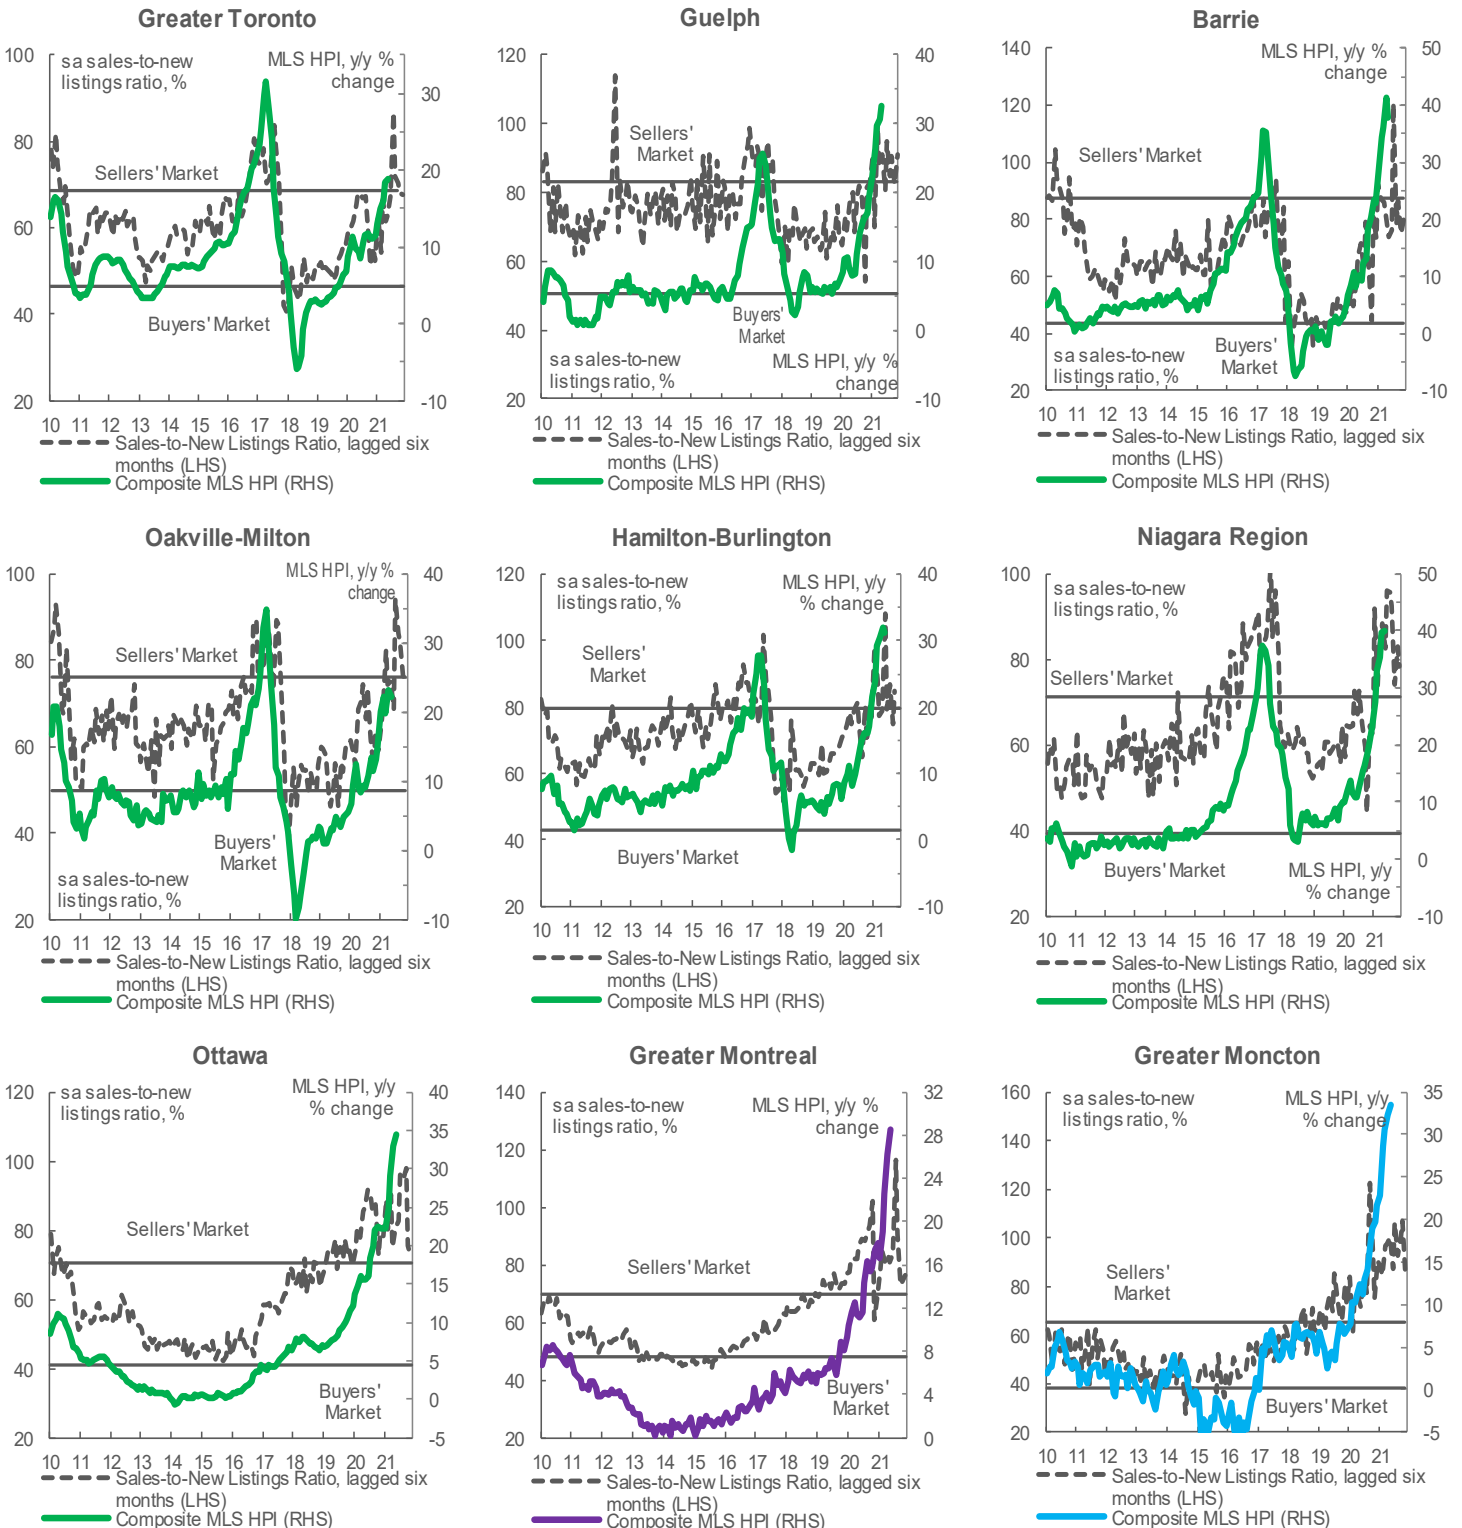 Greater Toronto
100
80
60
40
20
sa sales-to-new
listings ratio, %
MLS HPI, y/y %
change
30
20
10
0
-10
Sellers' Market
Buyers' Market
10 11 12 13 14 15 16 17 18 19 20 21
Sales-to-New Listings Ratio, lagged six
months (LHS)
Composite MLS HPI (RHS)
Guelph
120
100
80
60
40
20
40
30
20
10
0
-10
Sellers'
Market
Buyers'
Market
sa sales-to-new
listings ratio, %
MLS HPI, y/y %
change
10 11 12 13 14 15 16 17 18 19 20 21
Sales-to-New Listings Ratio, lagged six
months (LHS)
Composite MLS HPI (RHS)
Barrie
140
120
100
80
60
40
20
MLS HPI, y/y %
change
50
40
30
20
10
0
-10
Sellers' Market
sa sales-to-new
listings ratio, %
Buyers'
Market
10 11 12 13 14 15 16 17 18 19 20 21
Sales-to-New Listings Ratio, lagged six
months (LHS)
Composite MLS HPI (RHS)
Oakville-Milton
100
80
60
40
20
MLS HPI, y/y %
change
40
30
20
10
0
-10
Sellers' Market
Buyers'
Market
sa sales-to-new
listings ratio, %
10 11 12 13 14 15 16 17 18 19 20 21
Sales-to-New Listings Ratio, lagged six
months (LHS)
Composite MLS HPI (RHS)
Hamilton-Burlington
120
100
80
60
40
20
sa sales-to-new
listings ratio, %
MLS HPI, y/y
% change
40
30
20
10
0
-10
Sellers'
Market
Buyers' Market
10 11 12 13 14 15 16 17 18 19 20 21
Sales-to-New Listings Ratio, lagged six
months (LHS)
Composite MLS HPI (RHS)
Niagara Region
100
80
60
40
20
sa sales-to-new
listings ratio, %
50
40
30
20
10
0
-10
Sellers' Market
Buyers' Market
MLS HPI, y/y
% change
10 11 12 13 14 15 16 17 18 19 20 21
Sales-to-New Listings Ratio, lagged six
months (LHS)
Composite MLS HPI (RHS)
Ottawa
120
100
80
60
40
20
sa sales-to-new
listings ratio, %
MLS HPI, y/y
% change
40
35
30
25
20
15
10
5
0
-5
Sellers' Market
Buyers'
Market
10 11 12 13 14 15 16 17 18 19 20 21
Sales-to-New Listings Ratio, lagged six
months (LHS)
Composite MLS HPI (RHS)
Greater Montreal
140
120
100
80
60
40
20
sa sales-to-new
listings ratio, %
MLS HPI, y/y %
change
32
28
24
20
16
12
8
4
0
Sellers' Market
Buyers'
Market
10 11 12 13 14 15 16 17 18 19 20 21
Sales-to-New Listings Ratio, lagged six
months (LHS)
Composite MLS HPI (RHS)
Greater Moncton
160
140
120
100
80
60
40
20
sa sales-to-new
listings ratio, %
MLS HPI, y/y
% change
35
30
25
20
15
10
5
0
-5
Sellers'
Market
Buyers' Market
10 11 12 13 14 15 16 17 18 19 20 21
Sales-to-New Listings Ratio, lagged six
months (LHS)
Composite MLS HPI (RHS)